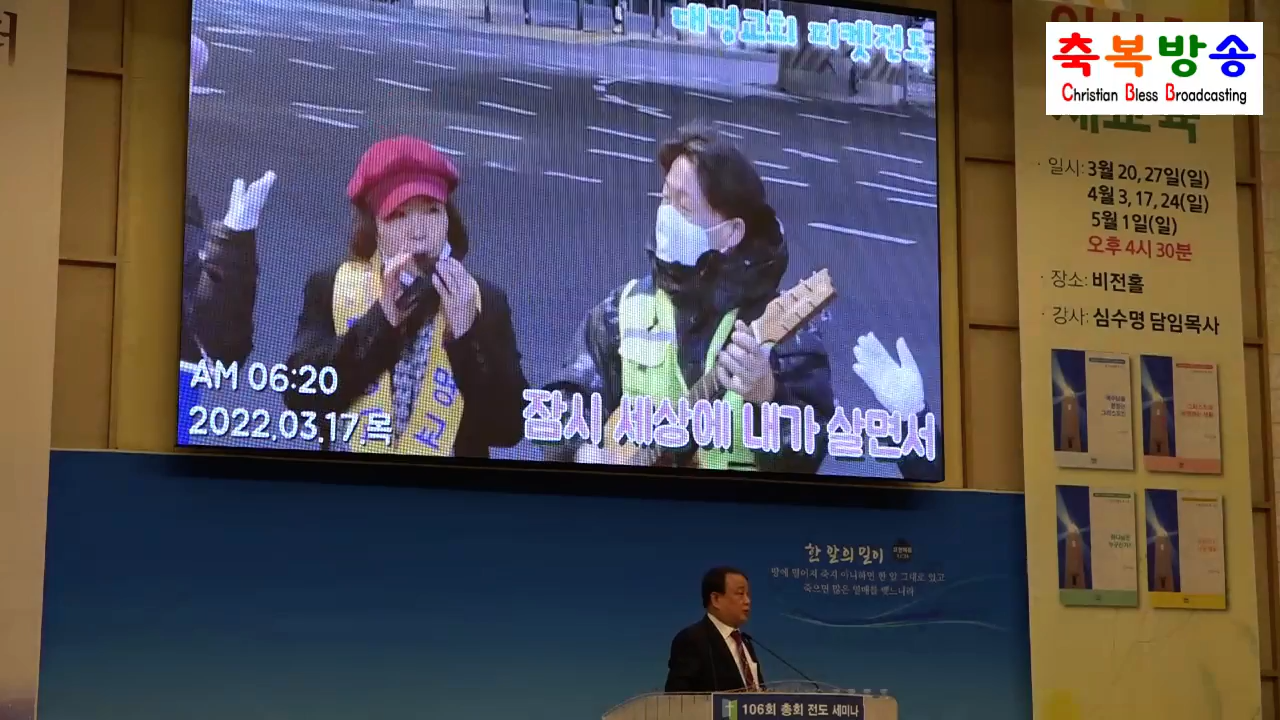 대명교회 피켓전도
AM 06:20
2022.03.17.목
잠시 세상에 내가 살면서
축복방송
Christian Bless Broadcasting
· 일시: 3월 20, 27일(일)
4월 3, 17, 24(일)
5월 1일(일)
오후 4시 30분
· 장소: 비전홀
· 강사: 심수명 담임목사
한 알의 밀이
땅에 떨어져 죽지 아니하면 한 알 그대로 있고
죽으면 많은 열매를 맺느니라
106회 총회 전도 세미나